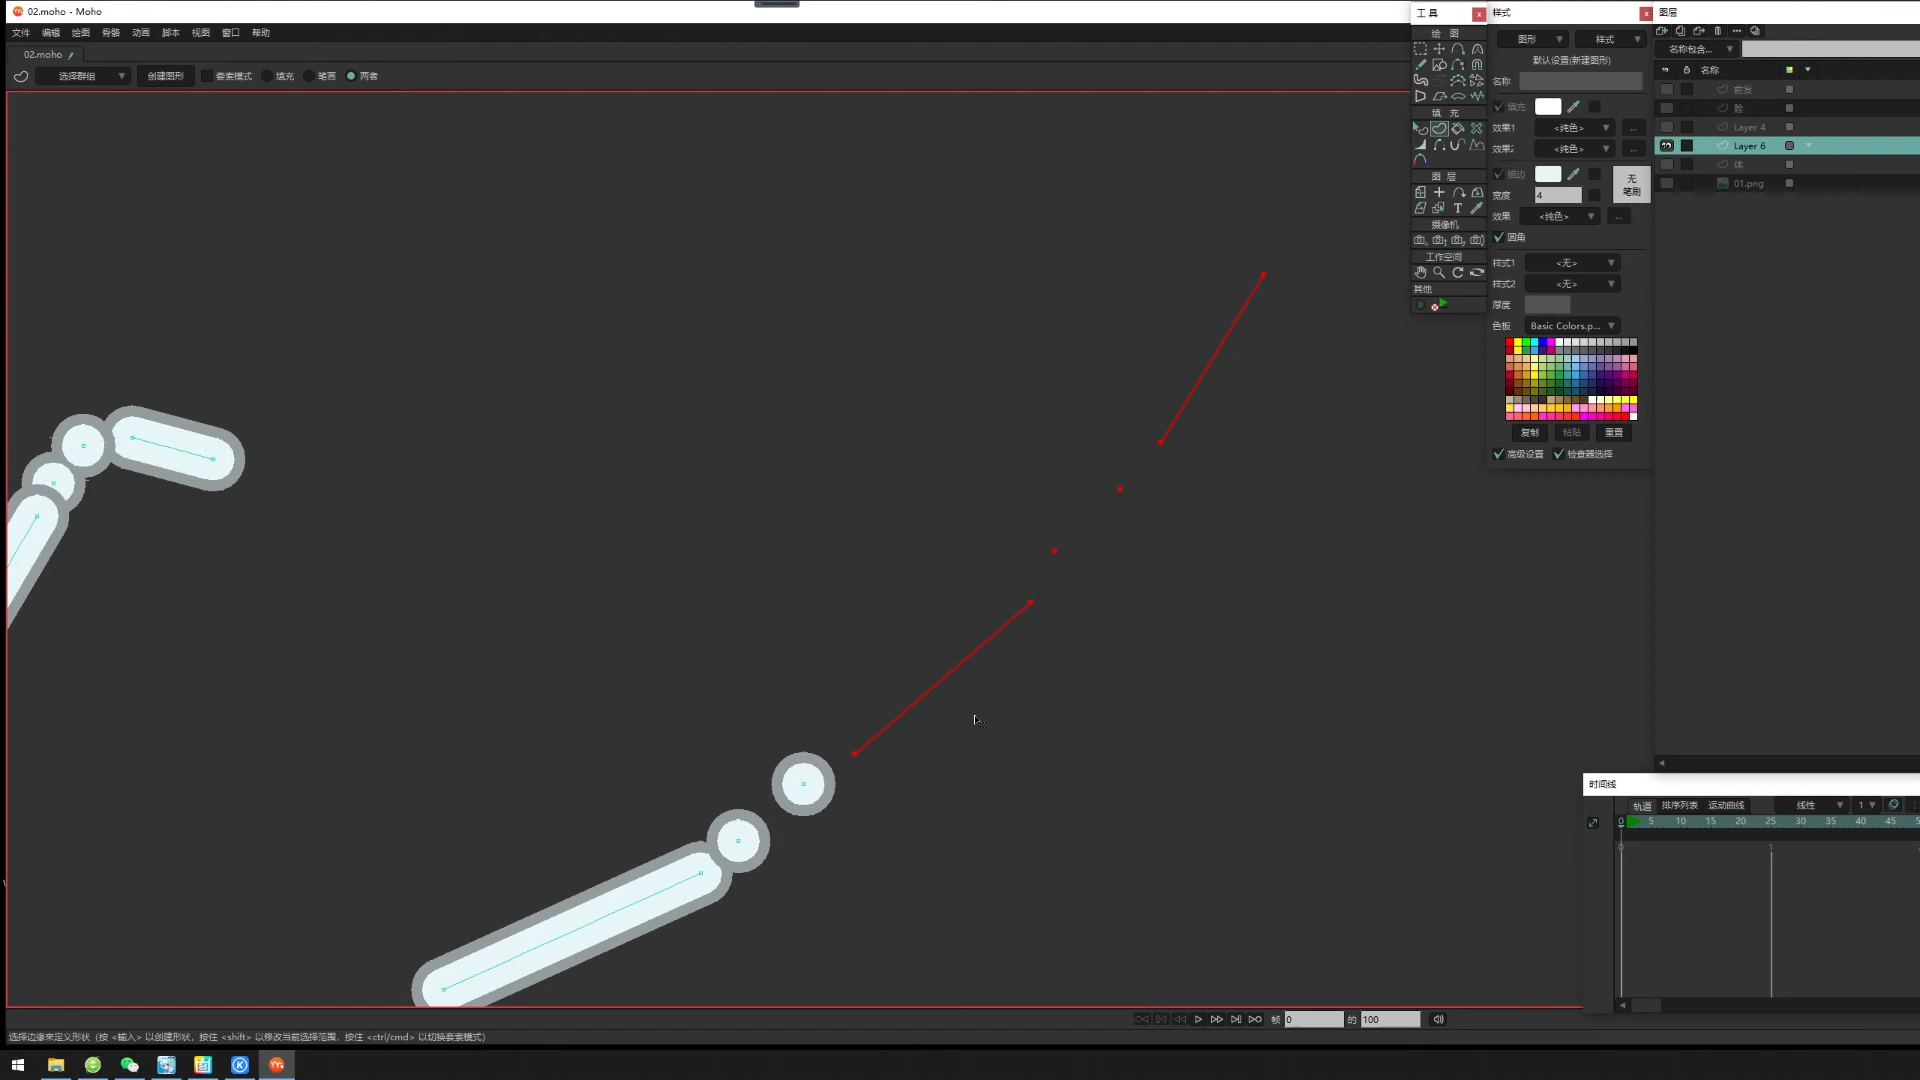 02.moho - Moho
文件 编辑 绘图 骨骼 动画 脚本 视图 窗口 帮助
02.moho
选择群组 创建图形 套索模式 填充 笔画 两者
工具
绘 图
填 充
图 层
摄像机
工作空间
其他
样式
图形 样式
默认设置(新建图形)
名称
填充
效果1 <纯色> ...
效果2 <纯色> ...
描边
无
笔刷
宽度 4
效果 <纯色> ...
圆角
样式1 <无>
样式2 <无>
厚度
色板 Basic Colors.p...
复制 粘贴 重置
高级设置 检查器选择
图层
名称包含...
名称
前发
脸
Layer 4
Layer 6
体
01.png
时间线
轨道 排序列表 运动曲线 线性 1
0 5 10 15 20 25 30 35 40 45
0 1
帧 0 的 100
选择边缘来定义形状（按 <输入> 以创建形状，按住 <shift> 以修改当前选择范围，按住 <ctrl/cmd> 以切换套索模式）